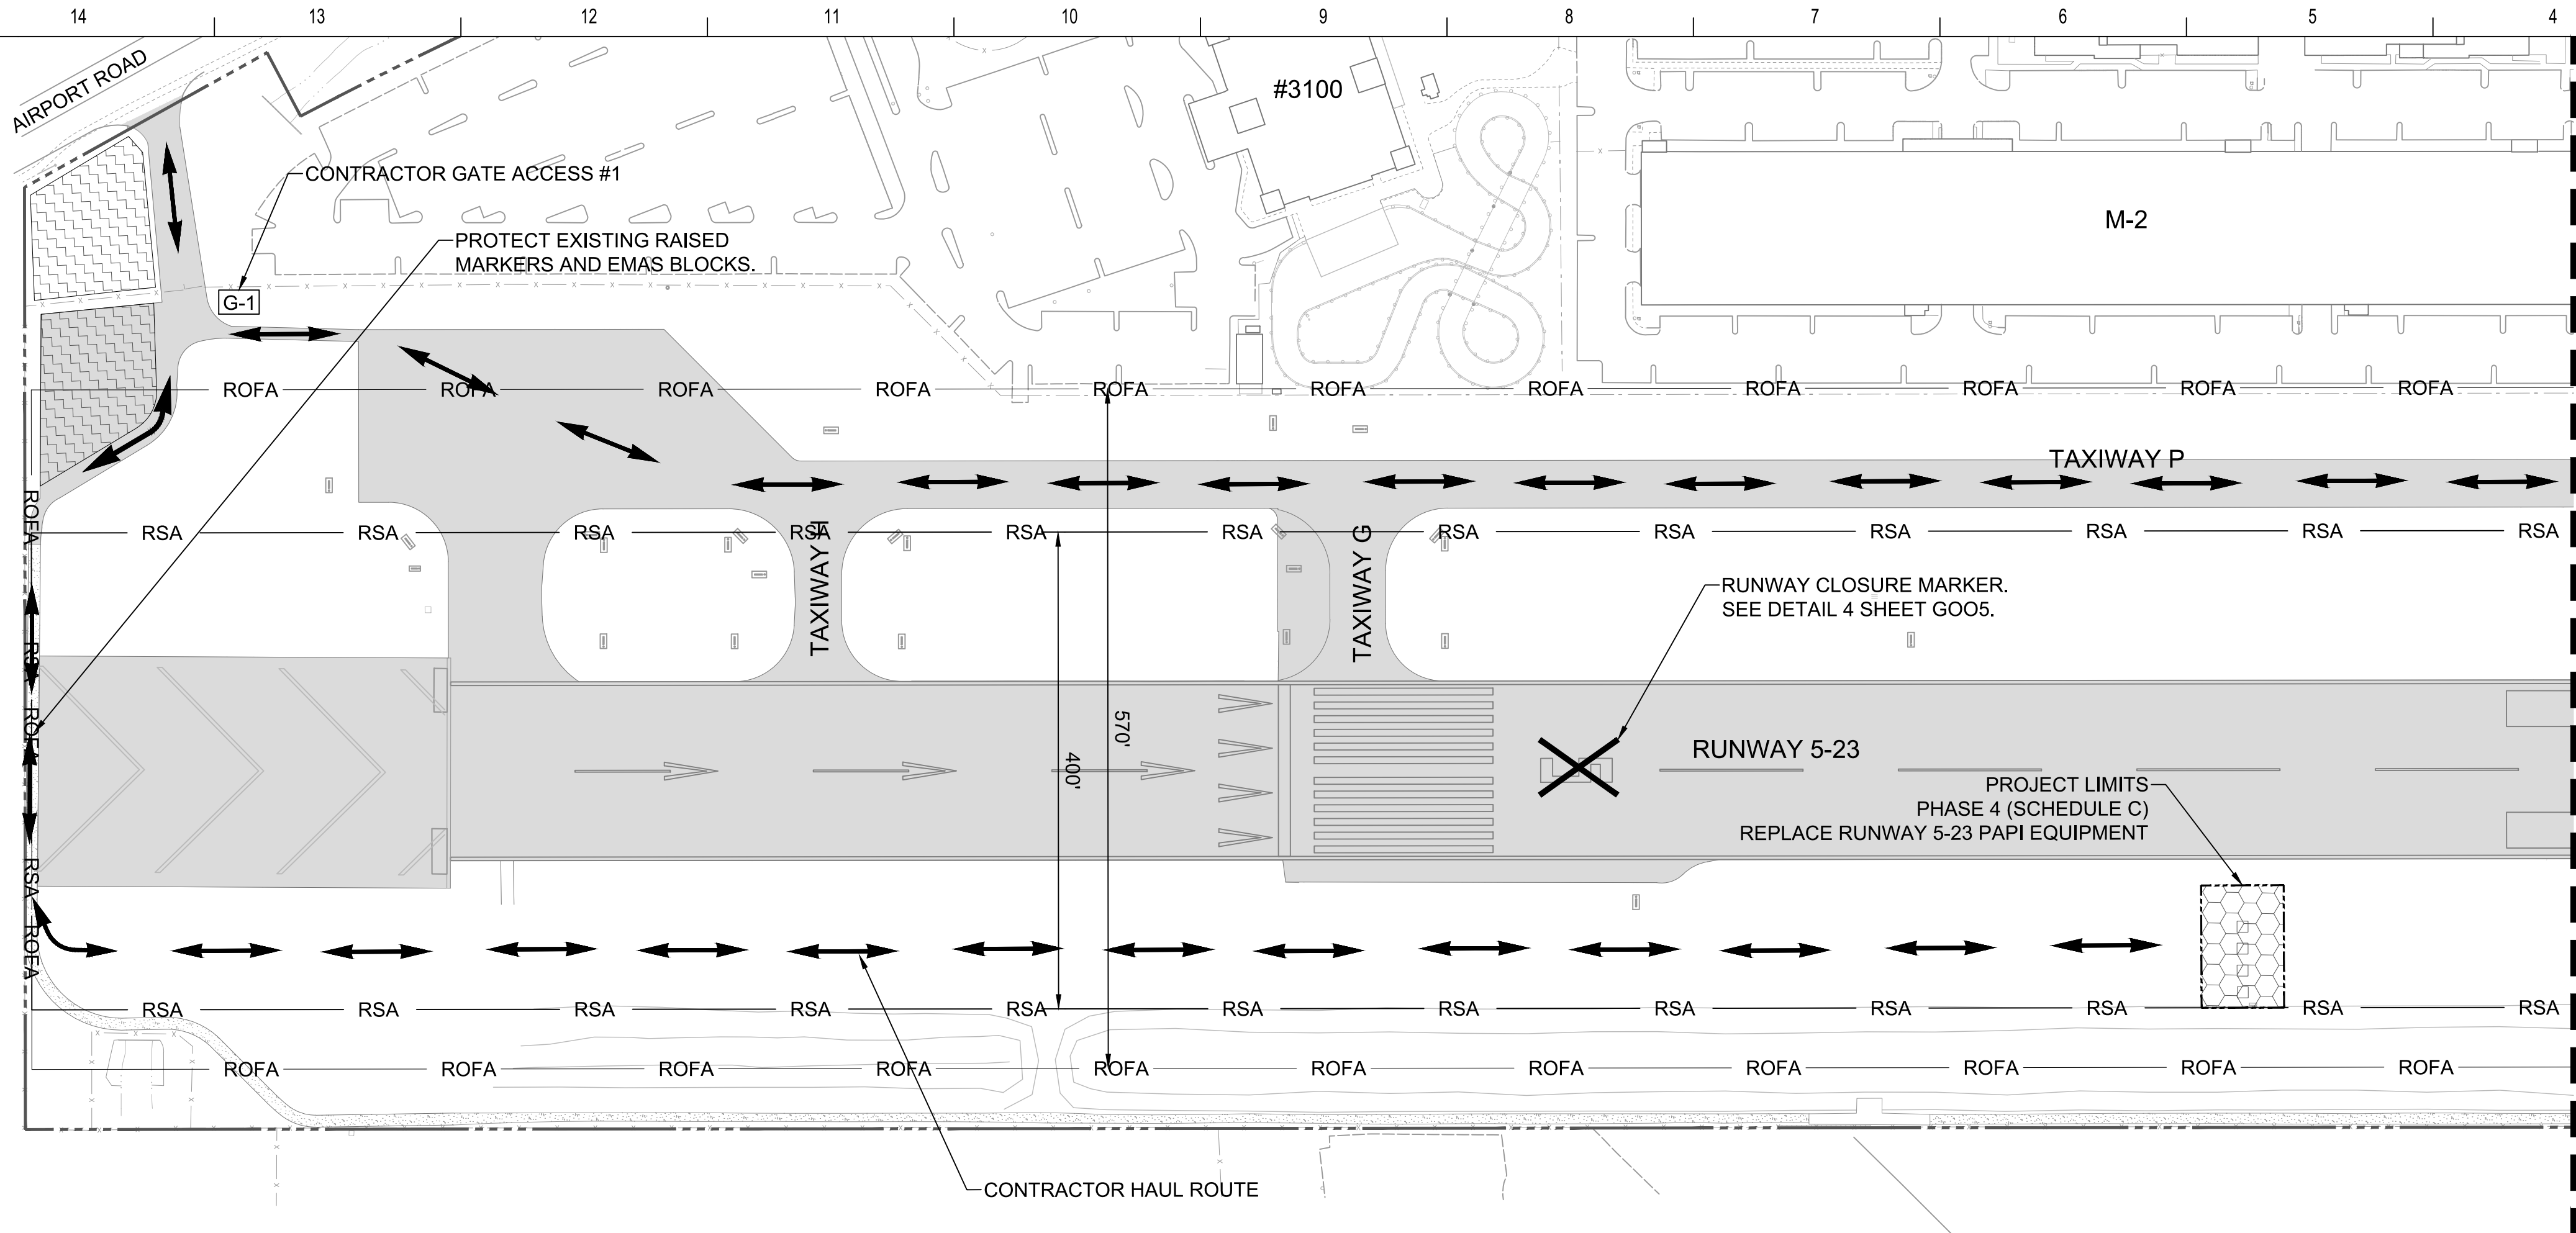 14 13 12 11 10 9 8 7 6 5 4
AIRPORT ROAD
#3100
CONTRACTOR GATE ACCESS #1
M-2
PROTECT EXISTING RAISED
MARKERS AND EMAS BLOCKS.
G-1
ROFA ROFA ROFA ROFA ROFA ROFA ROFA ROFA ROFA ROFA ROFA
TAXIWAY P
ROFA
RSA RSA RSA RSA RSA RSA RSA RSA RSA RSA RSA RSA
TAXIWAY H
TAXIWAY G
RUNWAY CLOSURE MARKER.
SEE DETAIL 4 SHEET GOO5.
RSA
ROFA
570'
400'
RUNWAY 5-23
PROJECT LIMITS
PHASE 4 (SCHEDULE C)
REPLACE RUNWAY 5-23 PAPI EQUIPMENT
RSA
ROFA
RSA RSA RSA RSA RSA RSA RSA RSA RSA RSA RSA RSA
ROFA ROFA ROFA ROFA ROFA ROFA ROFA ROFA ROFA ROFA ROFA
CONTRACTOR HAUL ROUTE